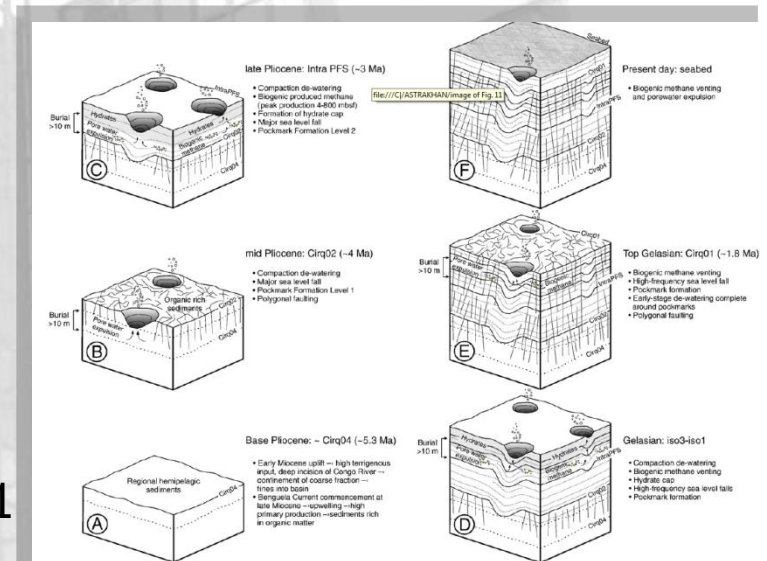 late Pliocene: Intra PFS (~3 Ma)
• Compaction de-watering
• Biogenic produced methane
(peak production 4-800 mbsf)
• Formation of hydrate cap
• Major sea level fall
• Pockmark Formation Level 2
Burial
>10 m
Hydrates
Pore water
expulsion
Hydrates
Biogenic
methane
IntraPFS
Cirq02
Cirq04
C
mid Pliocene: Cirq02 (~4 Ma)
• Compaction de-watering
• Major sea level fall
• Pockmark Formation Level 1
• Polygonal faulting
Burial
>10 m
Organic rich
sediments
Pore water
expulsion
Cirq02
Cirq04
B
Base Pliocene: ~ Cirq04 (~5.3 Ma)
• Early Miocene uplift → high terrigenous
input, deep incision of Congo River →
confinement of coarse fraction →
fines into basin
• Benguela Current commencement at
late Miocene →upwelling →high
primary production →sediments rich
in organic matter
Regional hemipelagic
sediments
Cirq04
A
1
file:///C|/ASTRAKHAN/image of Fig. 11
Seabed
Cirq01
IntraPFS
Cirq02
Cirq04
F
Present day: seabed
• Biogenic methane venting
and porewater expulsion
Burial
>10 m
Pore water
expulsion
Biogenic
methane
Cirq01
IntraPFS
Cirq02
Cirq04
E
Top Gelasian: Cirq01 (~1.8 Ma)
• Biogenic methane venting
• High-frequency sea level fall
• Pockmark formation
• Early-stage de-watering complete
around pockmarks
• Polygonal faulting
Burial
>10 m
Hydrates
Pore water
expulsion
Hydrates
Biogenic
methane
IntraPFS
Cirq02
Cirq04
D
Gelasian: iso3-iso1
• Compaction de-watering
• Biogenic methane venting
• Hydrate cap
• High-frequency sea level falls
• Pockmark formation